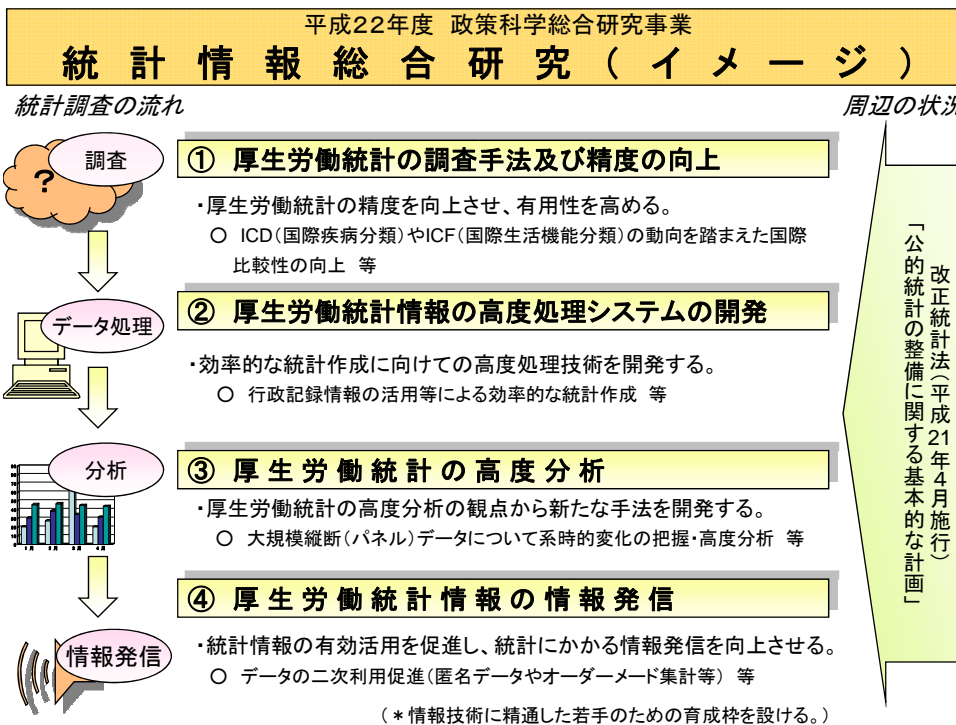 平成22年度 政策科学総合研究事業
統計情報総合研究(イメージ)
統計調査の流れ
周辺の状況
調査
?
① 厚生労働統計の調査手法及び精度の向上
・厚生労働統計の精度を向上させ、有用性を高める。
○ ICD(国際疾病分類)やICF(国際生活機能分類)の動向を踏まえた国際
比較性の向上 等
データ処理
② 厚生労働統計情報の高度処理システムの開発
・効率的な統計作成に向けての高度処理技術を開発する。
○ 行政記録情報の活用等による効率的な統計作成 等
分析
1月 2月 3月 4月
③ 厚生労働統計の高度分析
・厚生労働統計の高度分析の観点から新たな手法を開発する。
○ 大規模縦断(パネル)データについて系時的変化の把握・高度分析 等
④ 厚生労働統計情報の情報発信
情報発信
・統計情報の有効活用を促進し、統計にかかる情報発信を向上させる。
○ データの二次利用促進(匿名データやオーダーメード集計等) 等
(*情報技術に精通した若手のための育成枠を設ける。)
改正統計法(平成21年4月施行)
「公的統計の整備に関する基本的な計画」